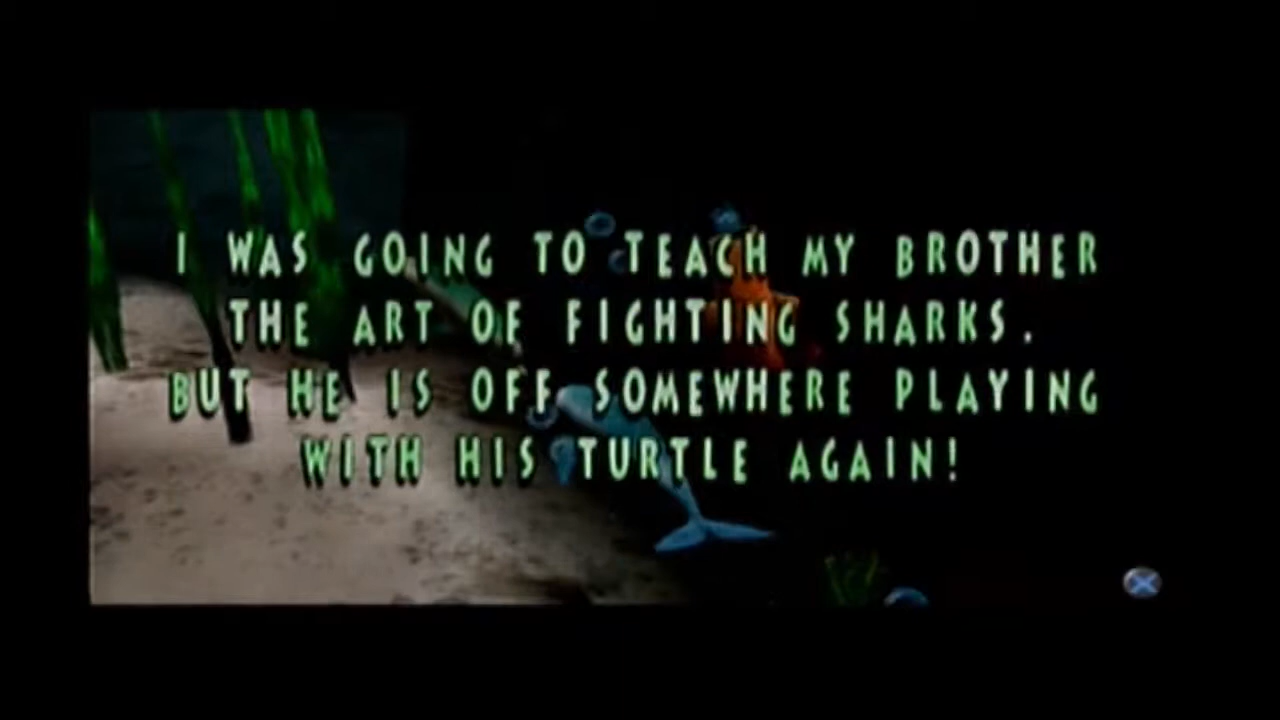 I WAS GOING TO TEACH MY BROTHER
THE ART OF FIGHTING SHARKS.
BUT HE IS OFF SOMEWHERE PLAYING
WITH HIS TURTLE AGAIN!